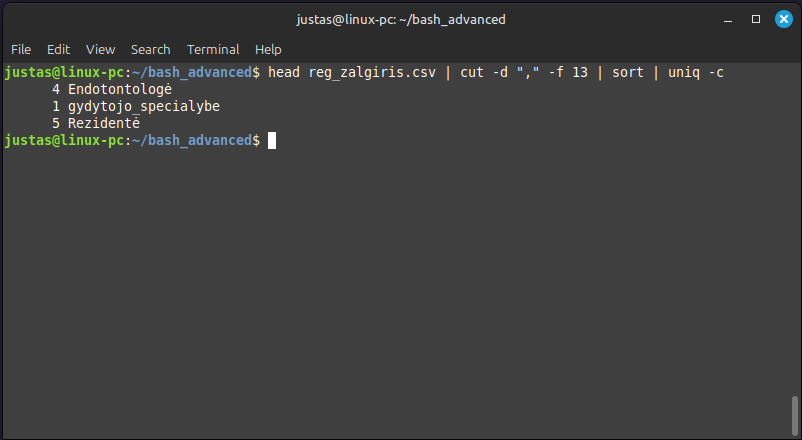 justas@linux-pc: ~/bash_advanced
File Edit View Search Terminal Help
justas@linux-pc:~/bash_advanced$ head reg_zalgiris.csv | cut -d "," -f 13 | sort | uniq -c
4 Endotontologė
1 gydytojo_specialybe
5 Rezidentė
justas@linux-pc:~/bash_advanced$